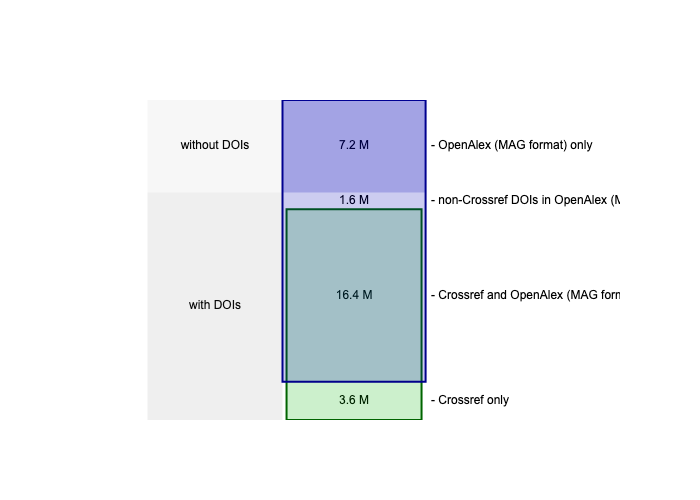 without DOIs 7.2 M - OpenAlex (MAG format) only
1.6 M - non-Crossref DOIs in OpenAlex
with DOIs 16.4 M - Crossref and OpenAlex (MAG
3.6 M - Crossref only